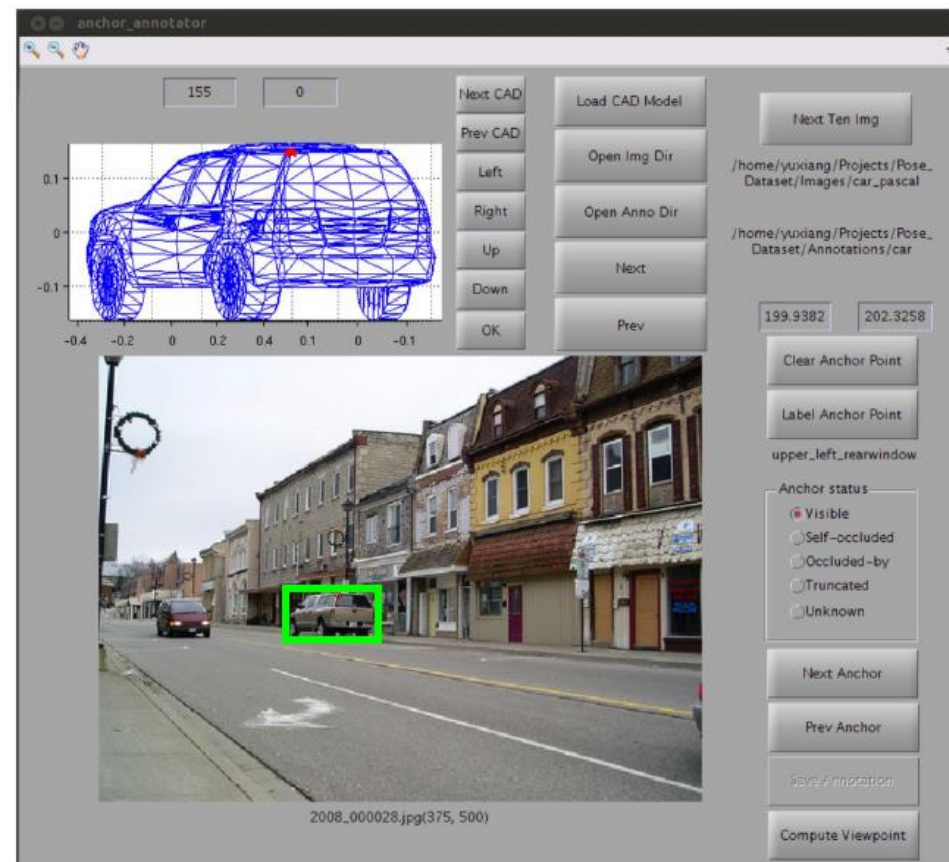 anchor_annotator
155
0
Next CAD
Prev CAD
Left
Right
Up
Down
OK
Load CAD Model
Open Img Dir
Open Anno Dir
Next
Prev
Next Ten Img
/home/yuxiang/Projects/Pose_
Dataset/Images/car_pascal
/home/yuxiang/Projects/Pose_
Dataset/Annotations/car
0.1
0
-0.1
-0.4 -0.2 0 0.2 0.4 0.1 0 -0.1
199.9382
202.3258
Clear Anchor Point
Label Anchor Point
upper_left_rearwindow
Anchor status
Visible
Self-occluded
Occluded-by
Truncated
Unknown
Next Anchor
Prev Anchor
Save Annotation
Compute Viewpoint
2008_000028.jpg(375, 500)